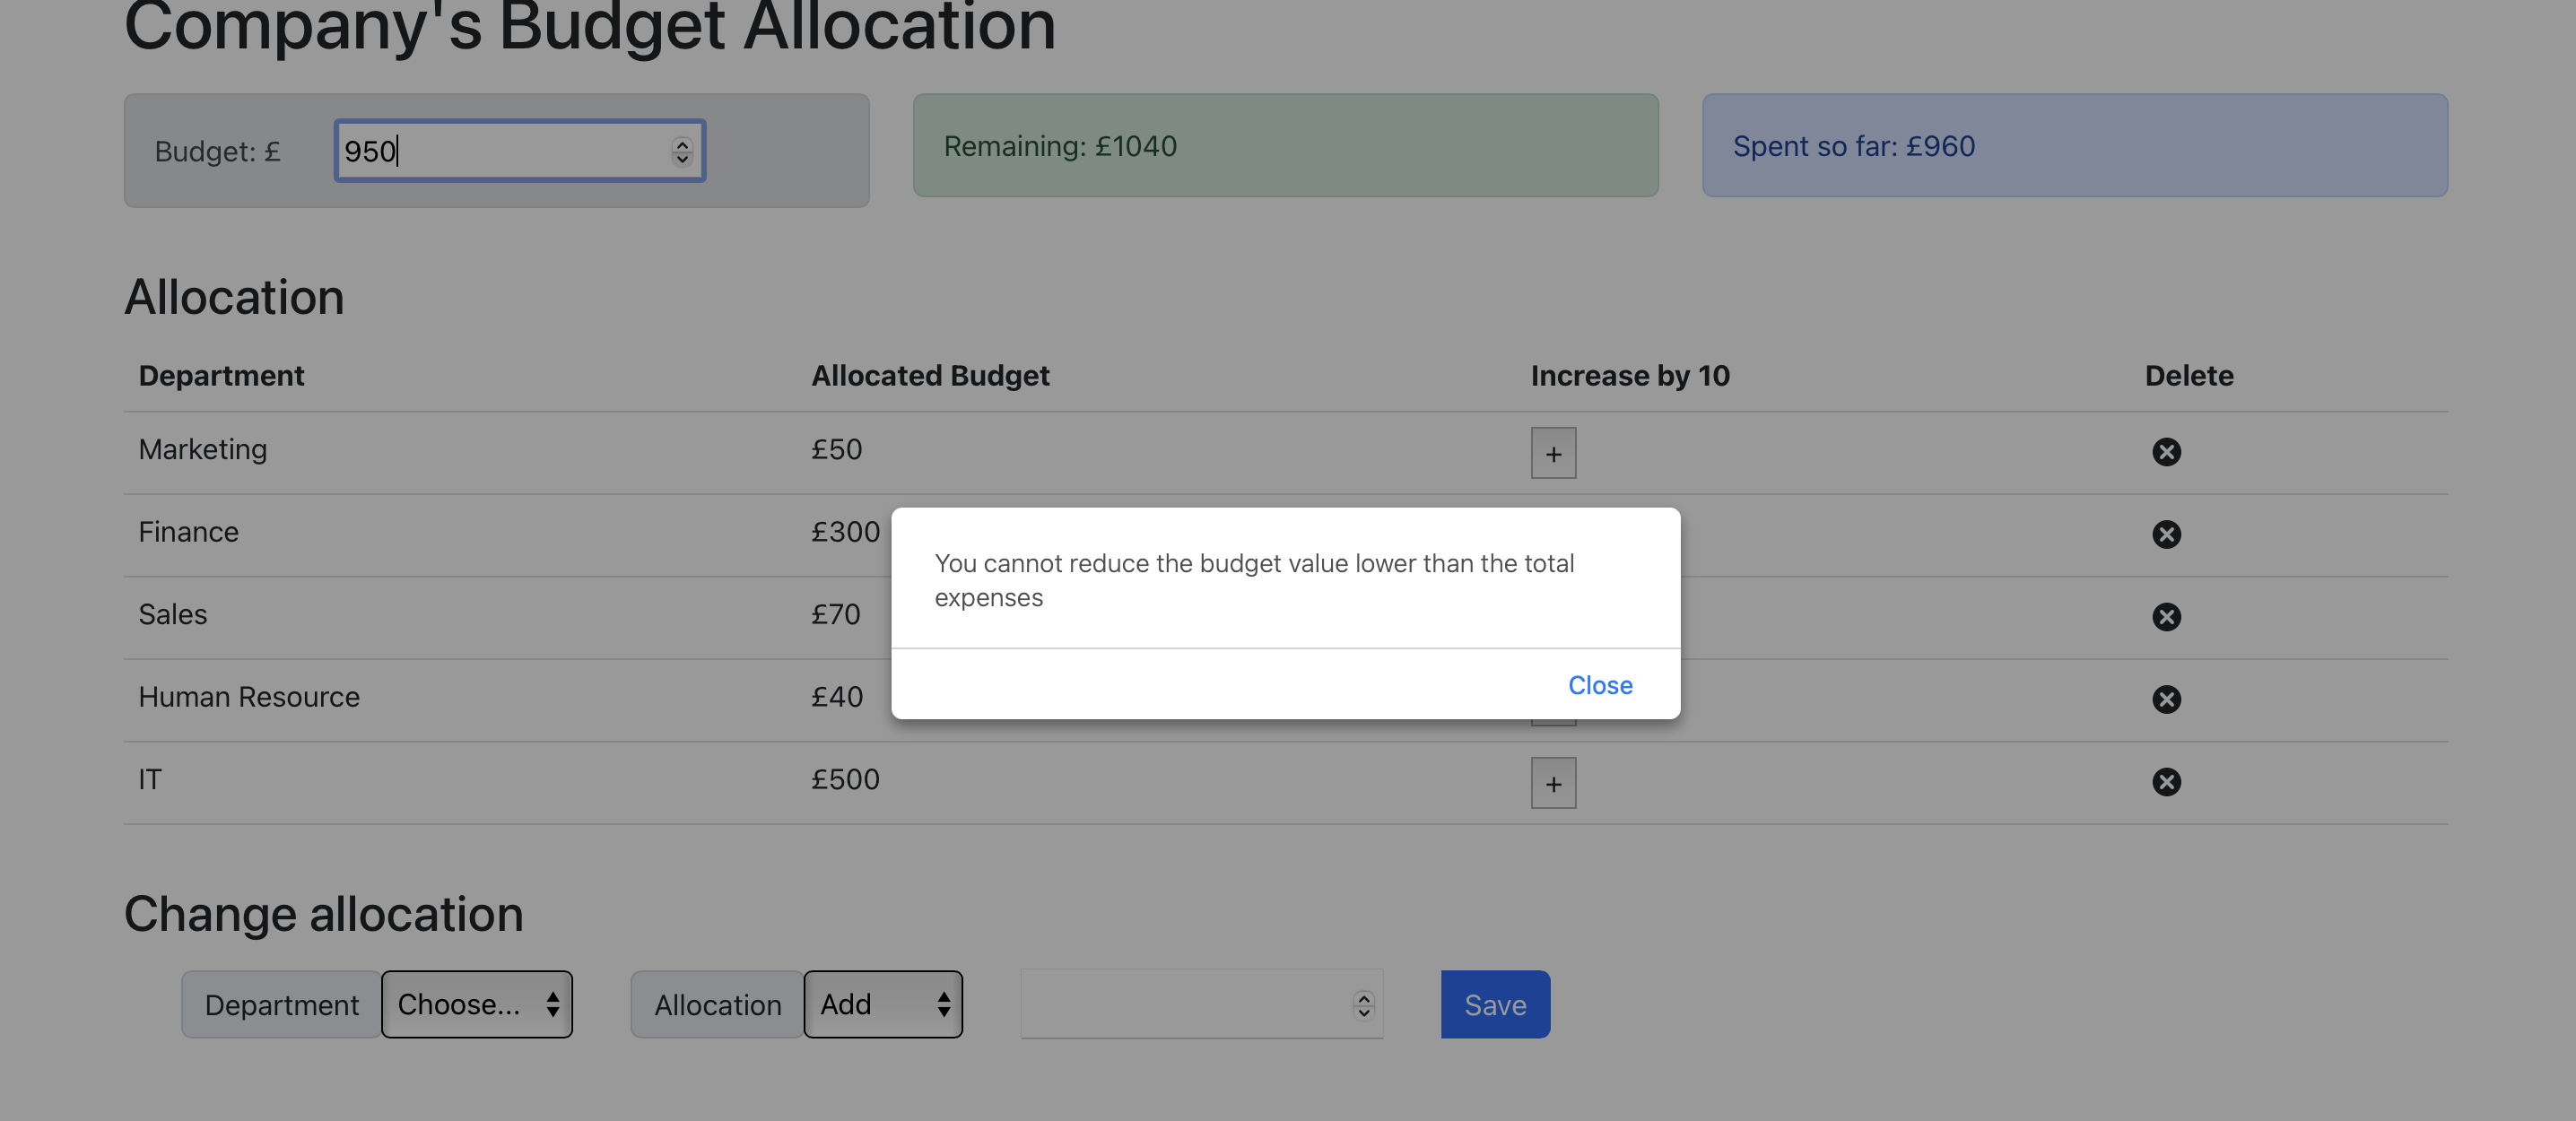 Company's Budget Allocation
Budget: £ 950 Remaining: £1040 Spent so far: £960
Allocation
Department Allocated Budget Increase by 10 Delete
Marketing £50 +
Finance £300
Sales £70
Human Resource £40
IT £500 +
You cannot reduce the budget value lower than the total
expenses
Close
Change allocation
Department Choose... Allocation Add Save